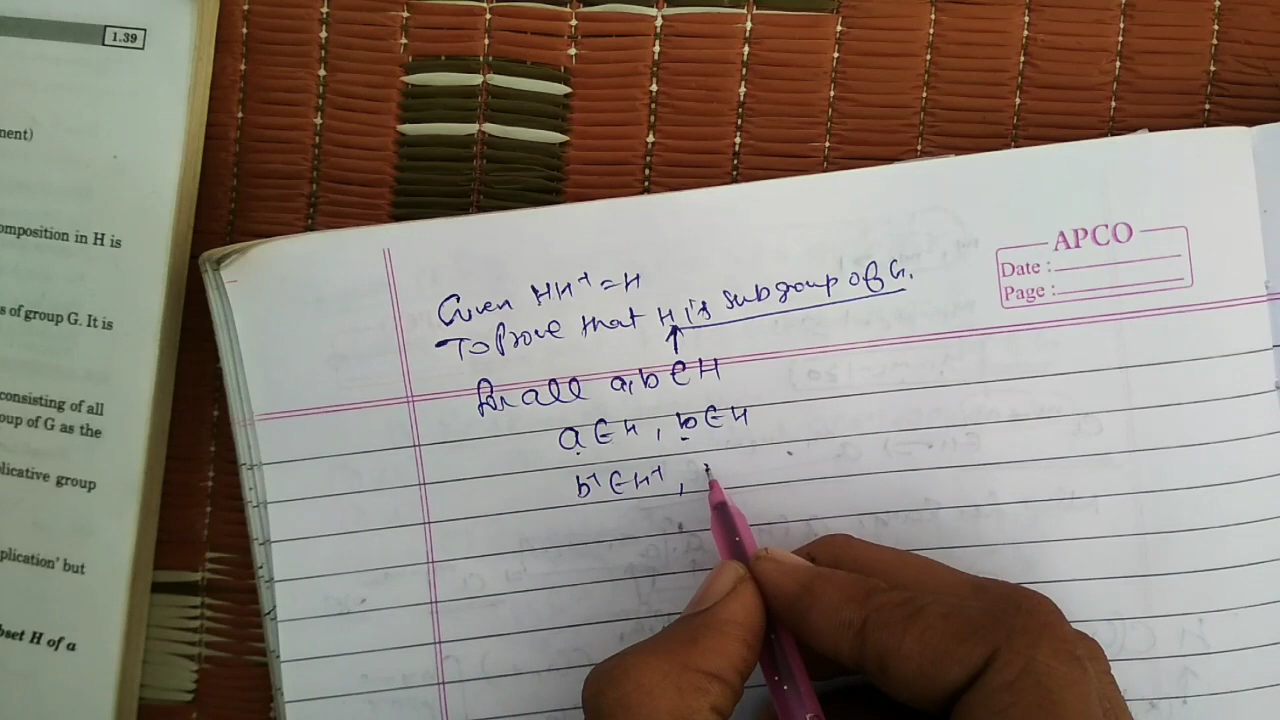 1.39
nent)
omposition in H is
s of group G. It is
consisting of all
oup of G as the
plicative group
plication' but
bset H of a
APCO
Date :
Page :
Given HH⁻¹ = H
To Prove that H is subgroup of G.
for all a, b ∈ H
a ∈ H, b ∈ H
b⁻¹ ∈ H⁻¹,